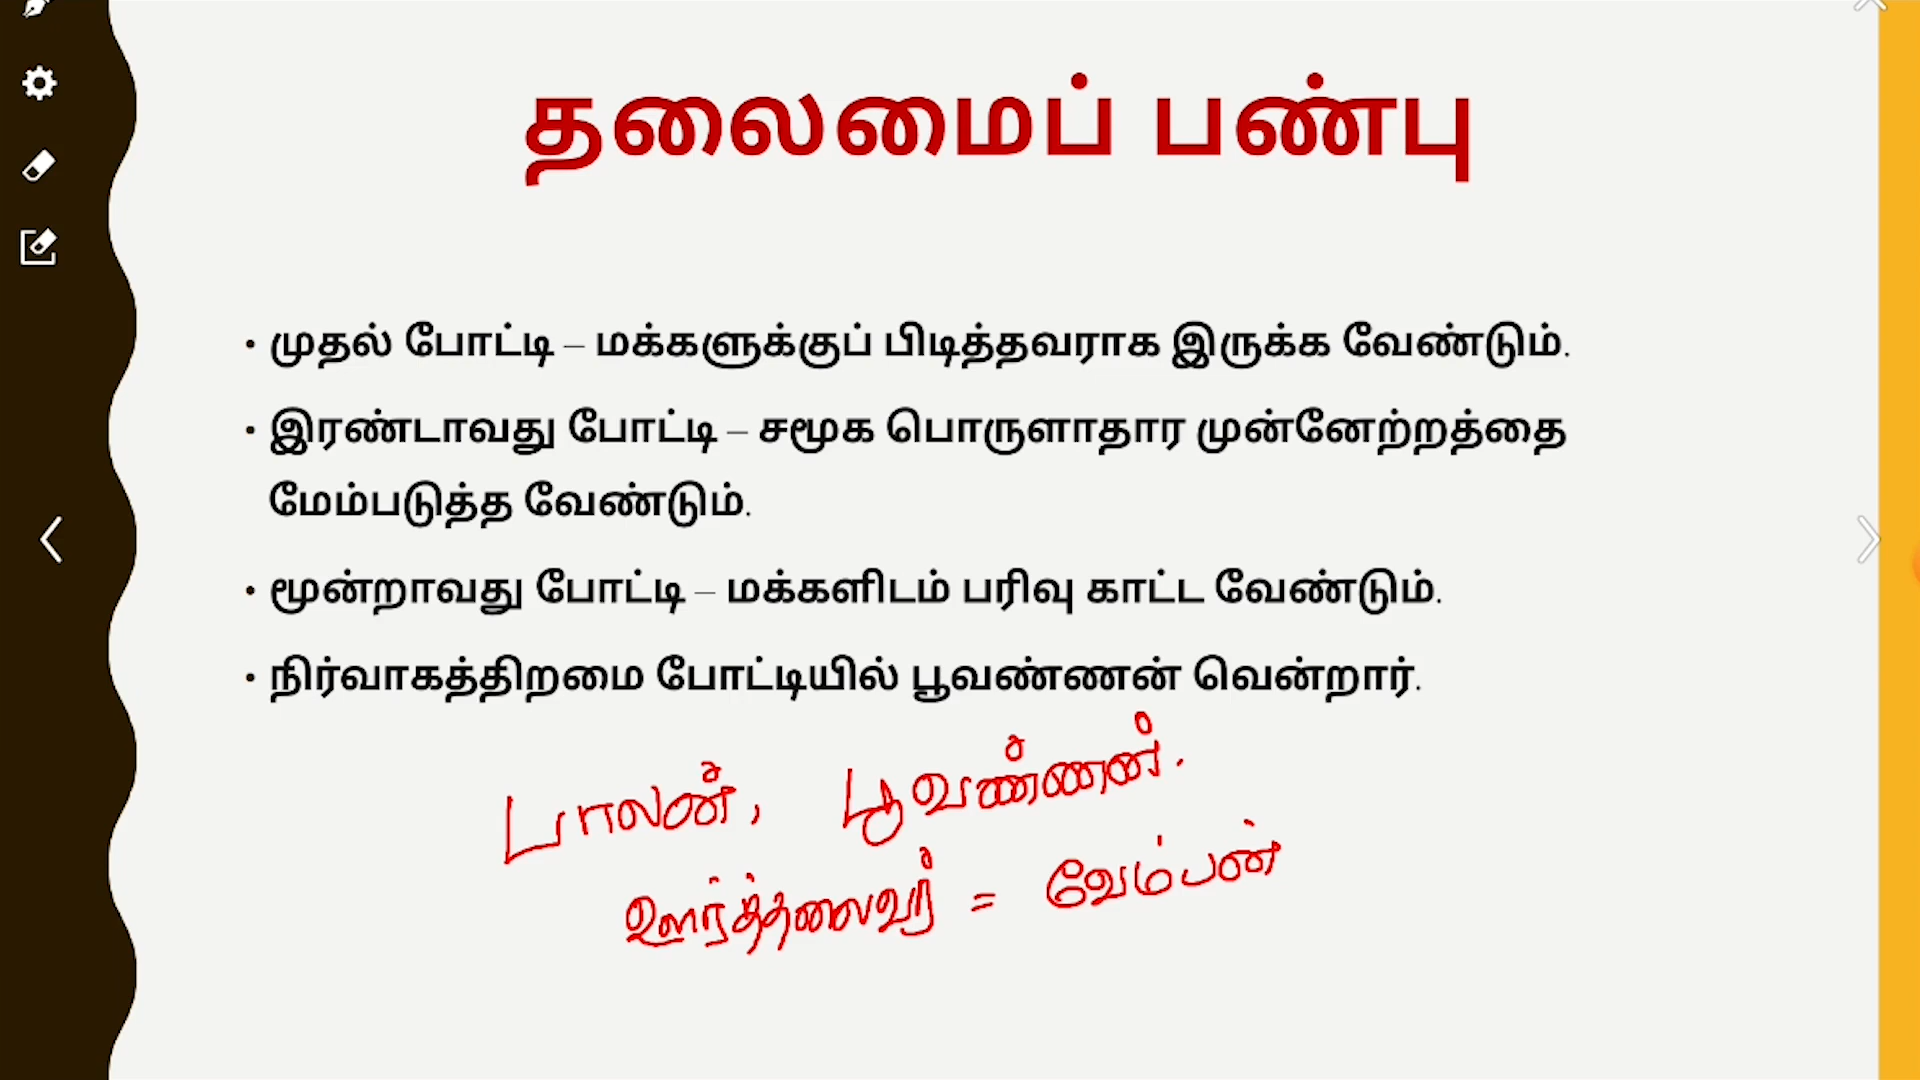 தலைமைப் பண்பு
• முதல் போட்டி – மக்களுக்குப் பிடித்தவராக இருக்க வேண்டும்.
• இரண்டாவது போட்டி – சமூக பொருளாதார முன்னேற்றத்தை
மேம்படுத்த வேண்டும்.
• மூன்றாவது போட்டி – மக்களிடம் பரிவு காட்ட வேண்டும்.
• நிர்வாகத்திறமை போட்டியில் பூவண்ணன் வென்றார்.
பாலன், பூவண்ணன்.
ஊர்த்தலைவர் = வேம்பன்